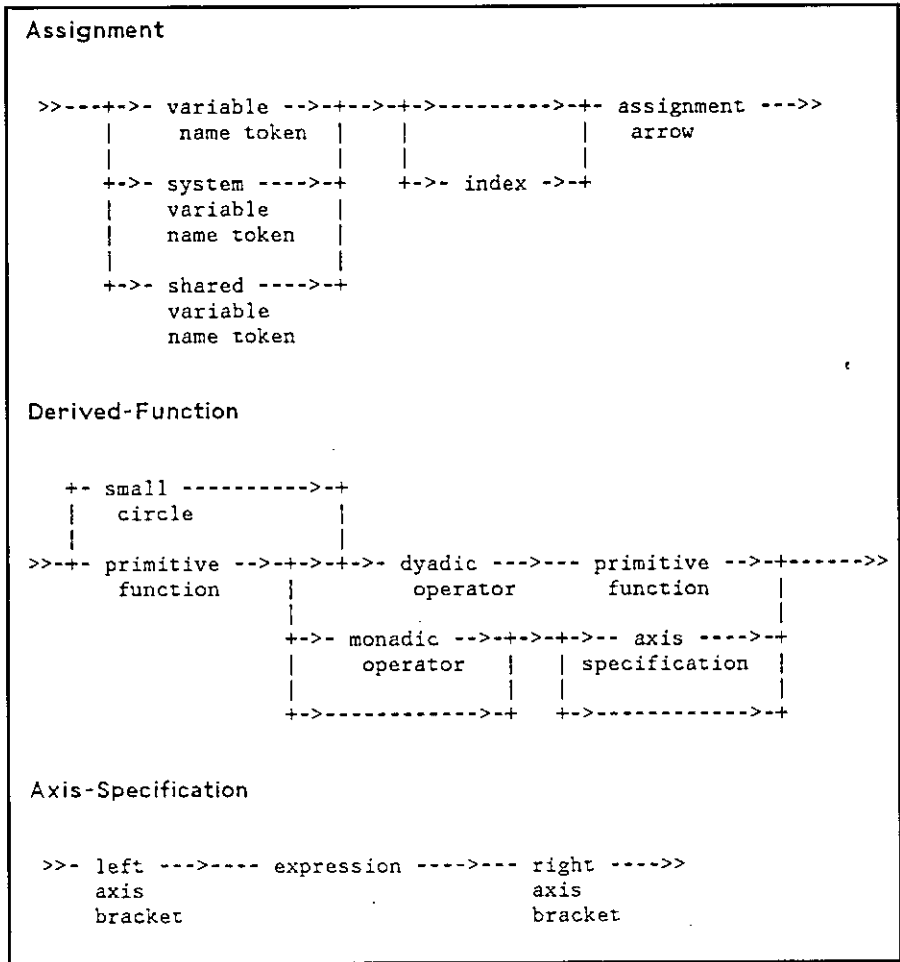 Assignment
>>---+->- variable -->-+-->-+->--------->-+- assignment --->>
     |    name token   |    |             |    arrow
     |                 |    |             |
     +->- system ---->-+    +->- index ->-+
     |    variable     |
     |    name token   |
     |                 |
     +->- shared ---->-+
          variable
          name token
Derived-Function
   +- small ---------->-+
   |   circle           |
   |                    |
>>-+- primitive -->-+->-+->- dyadic --->--- primitive -->-+------>>
       function     |         operator       function     |
                    |                                     |
                    +->- monadic -->-+->-+->-- axis ---->-+
                    |     operator   |   | specification  |
                    |                |   |                |
                    +->------------>-+   +->------------>-+
Axis-Specification
>>- left --->---- expression ---->--- right ---->>
    axis                              axis
    bracket                           bracket